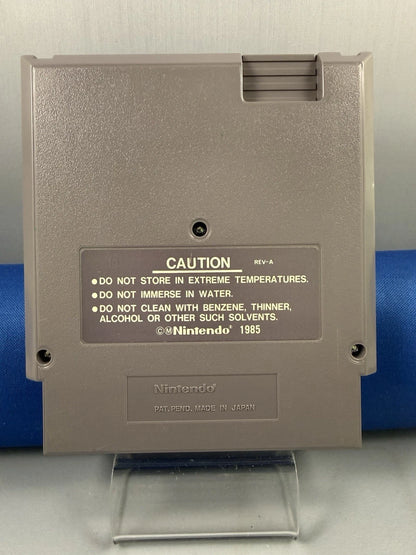 CAUTION REV-A
● DO NOT STORE IN EXTREME TEMPERATURES.
● DO NOT IMMERSE IN WATER.
● DO NOT CLEAN WITH BENZENE, THINNER,
ALCOHOL OR OTHER SUCH SOLVENTS.
©Ⓜ Nintendo® 1985
Nintendo®
PAT. PEND. MADE IN JAPAN